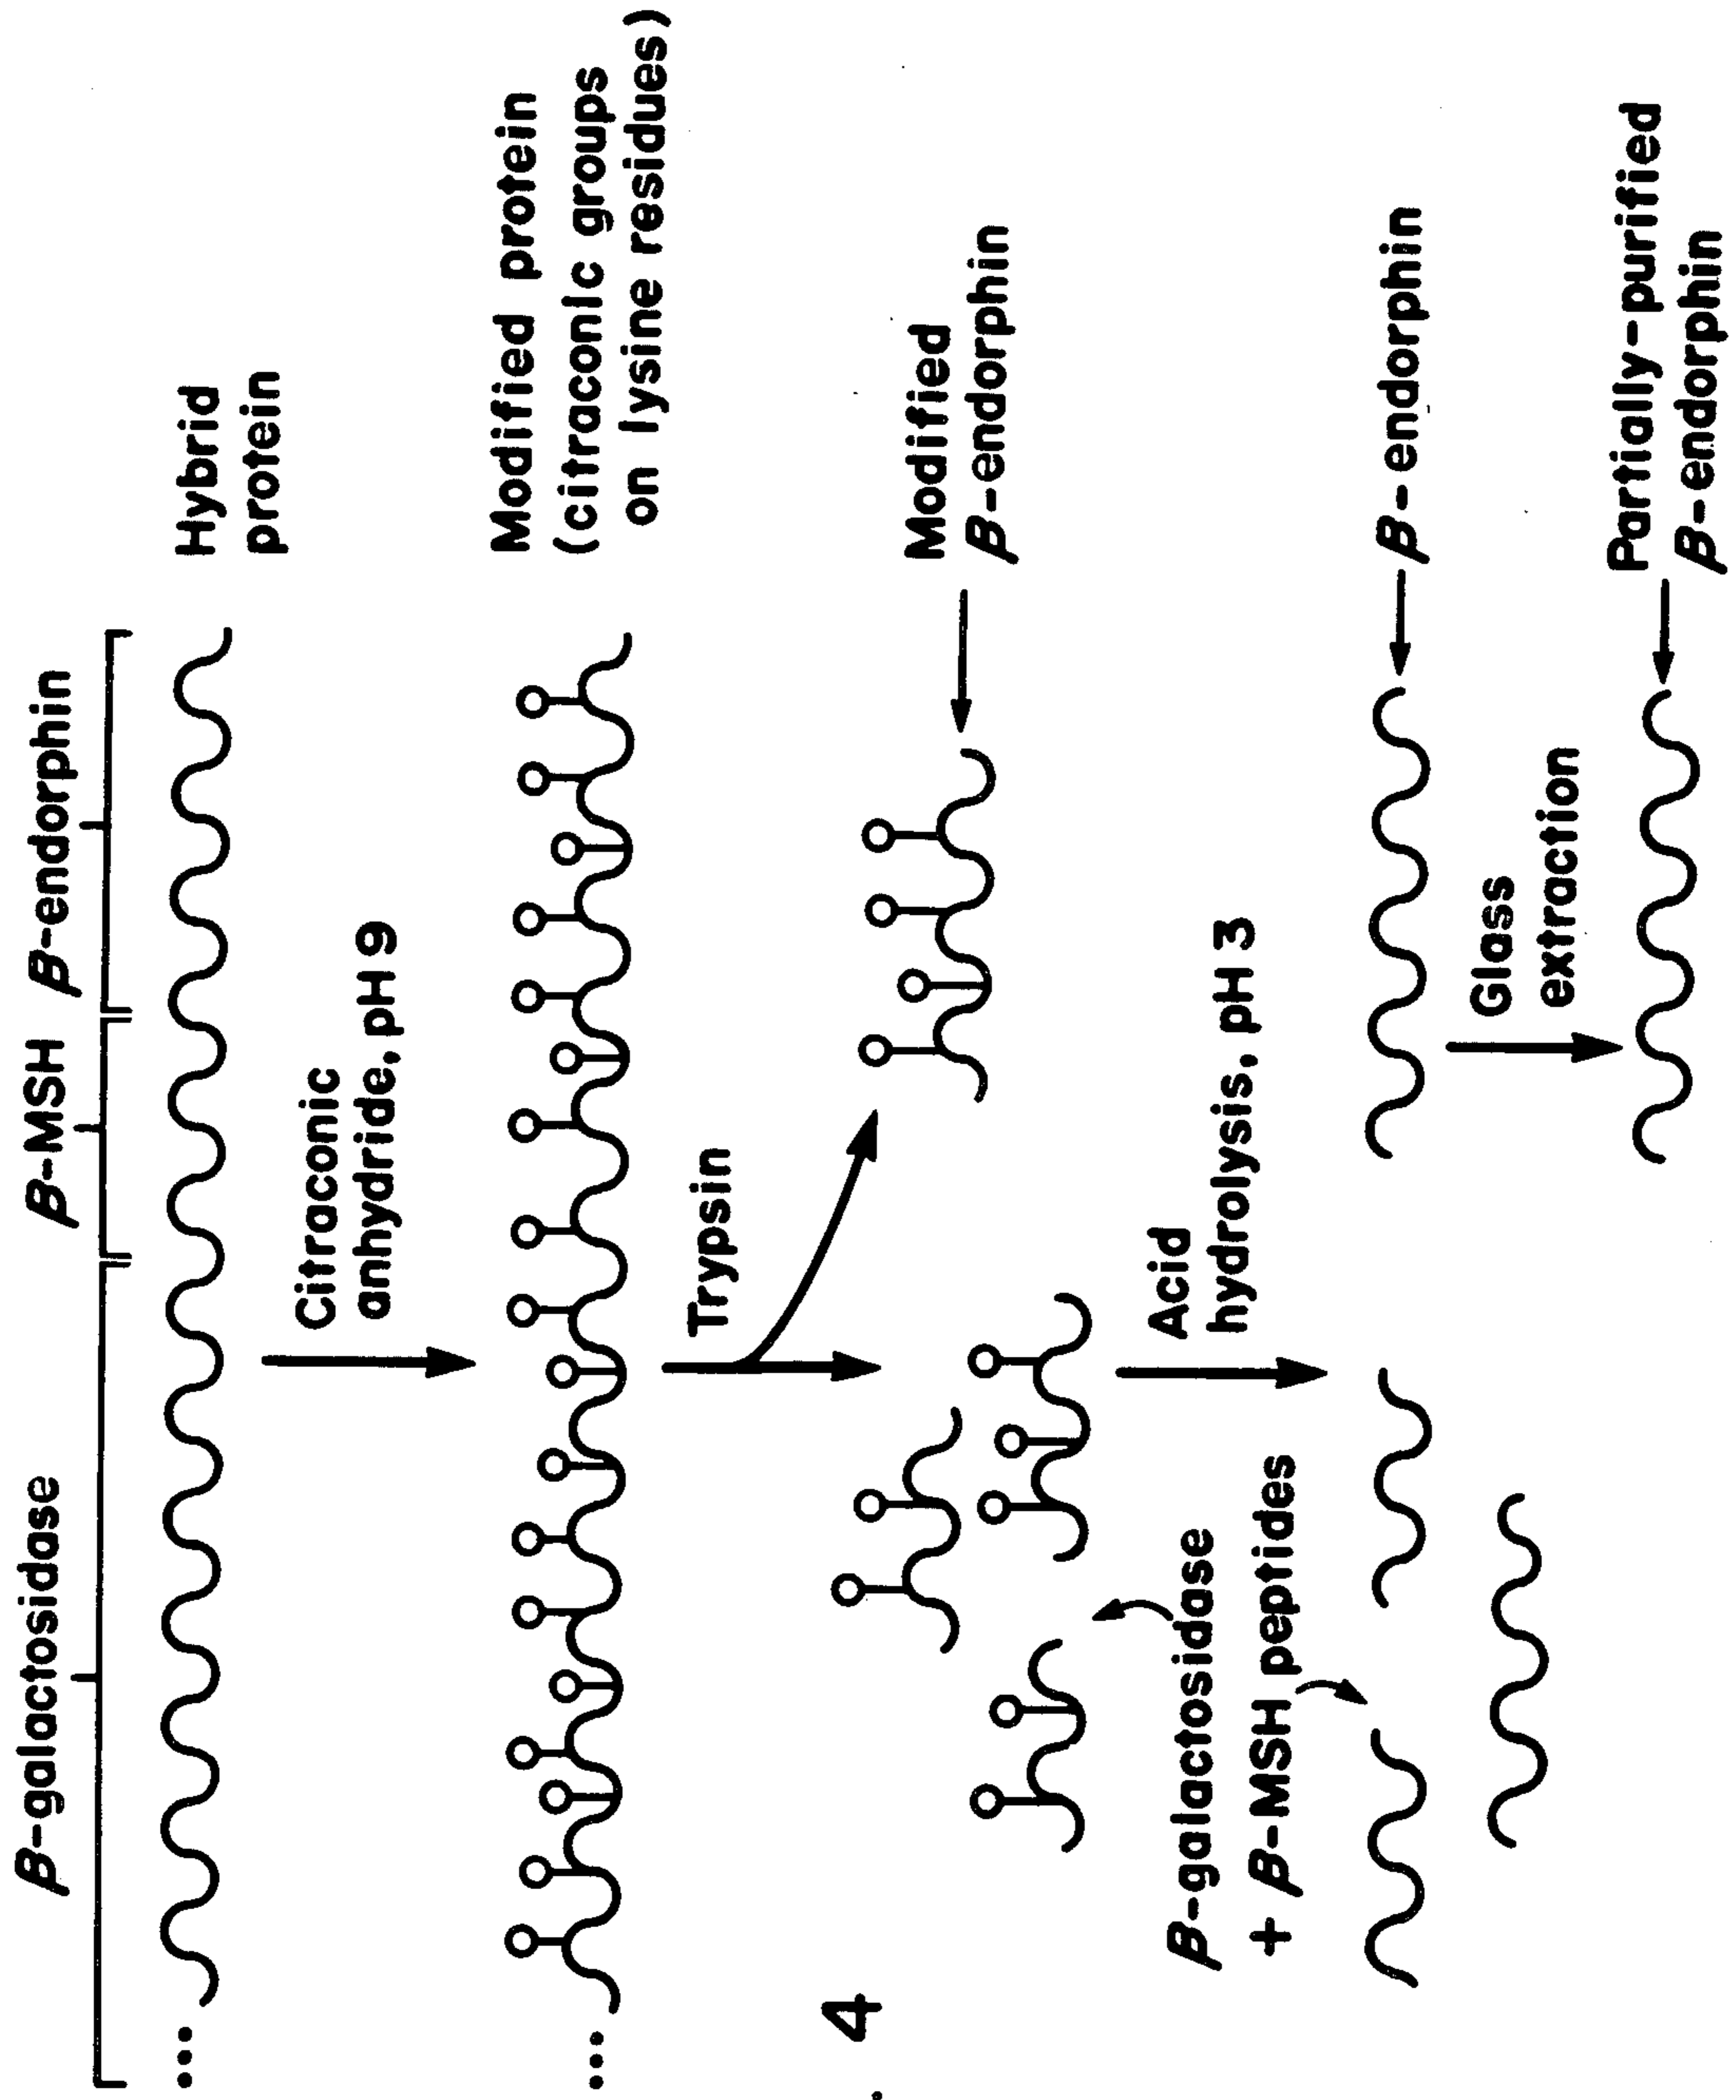 β-galactosidase
β-MSH
β-endorphin
Hybrid
protein
Citraconic
anhydride, pH 9
Modified protein
(citraconic groups
on lysine residues)
Trypsin
Modified
β-endorphin
4
β-galactosidase
+ β-MSH peptides
Acid
hydrolysis, pH 3
β-endorphin
Glass
extraction
Partially-purified
β-endorphin